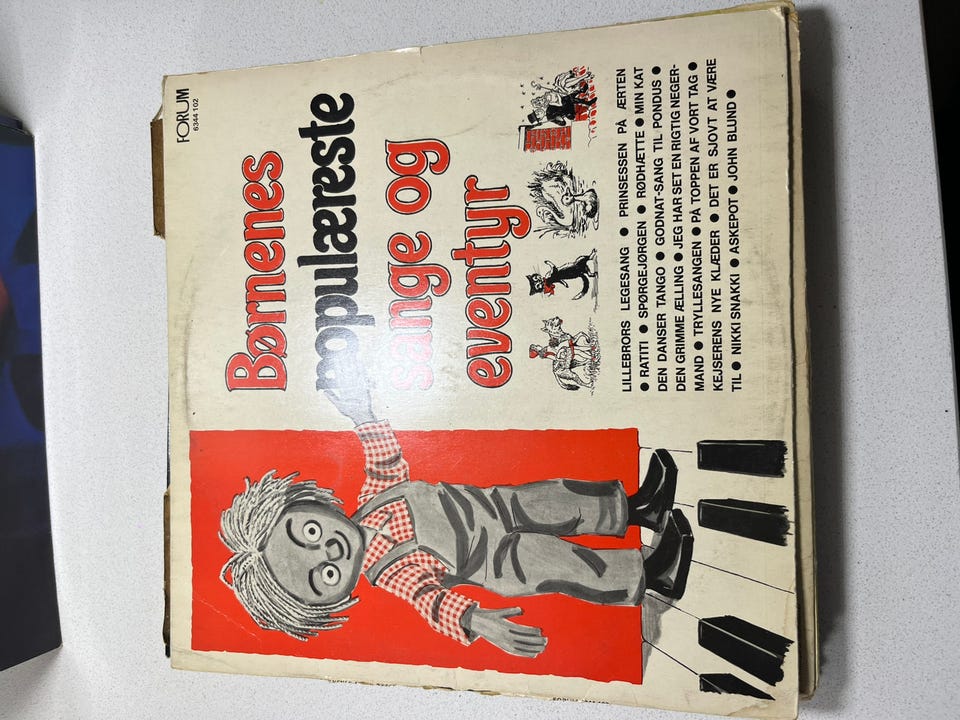 FORUM
6344 102
Børnenes
populæreste
sange og
eventyr
LILLEBRORS LEGESANG ● PRINSESSEN PÅ ÆRTEN
● RATITI ● SPØRGEJØRGEN ● RØDHÆTTE ● MIN KAT
DEN DANSER TANGO ● GODNAT-SANG TIL PONDUS ●
DEN GRIMME ÆLLING ● JEG HAR SET EN RIGTIG NEGER-
MAND ● TRYLLESANGEN ● PÅ TOPPEN AF VORT TAG ●
KEJSERENS NYE KLÆDER ● DET ER SJOVT AT VÆRE
TIL ● NIKKI SNAKKI ● ASKEPOT ● JOHN BLUND ●